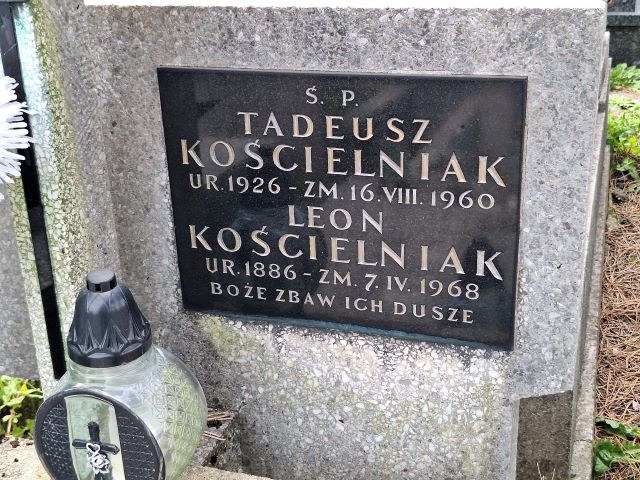 Ś. P.
TADEUSZ
KOŚCIELNIAK
UR. 1926 - ZM. 16. VIII. 1960
LEON
KOŚCIELNIAK
UR. 1886 - ZM. 7. IV. 1968
BOŻE ZBAW ICH DUSZE